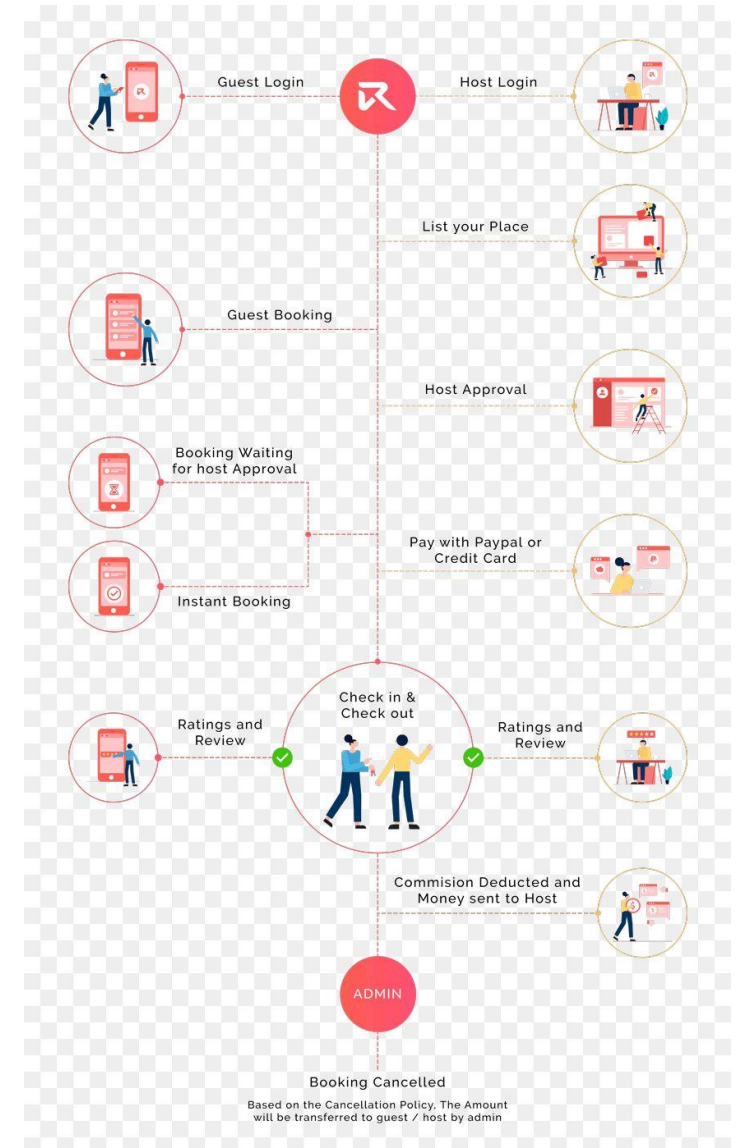 Guest Login
Host Login
List your Place
Guest Booking
Host Approval
Booking Waiting
for host Approval
Pay with Paypal or
Credit Card
Instant Booking
Check in &
Check out
Ratings and
Review
Ratings and
Review
Commision Deducted and
Money sent to Host
ADMIN
Booking Cancelled
Based on the Cancellation Policy, The Amount
will be transferred to guest / host by admin